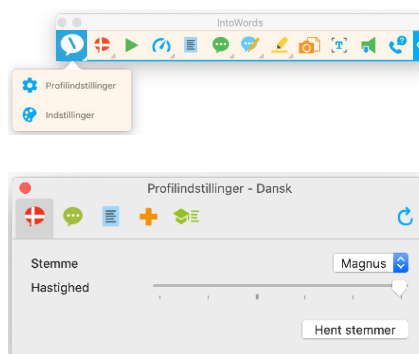 IntoWords
Profilindstillinger
Indstillinger
Profilindstillinger - Dansk
Stemme
Magnus
Hastighed
Hent stemmer